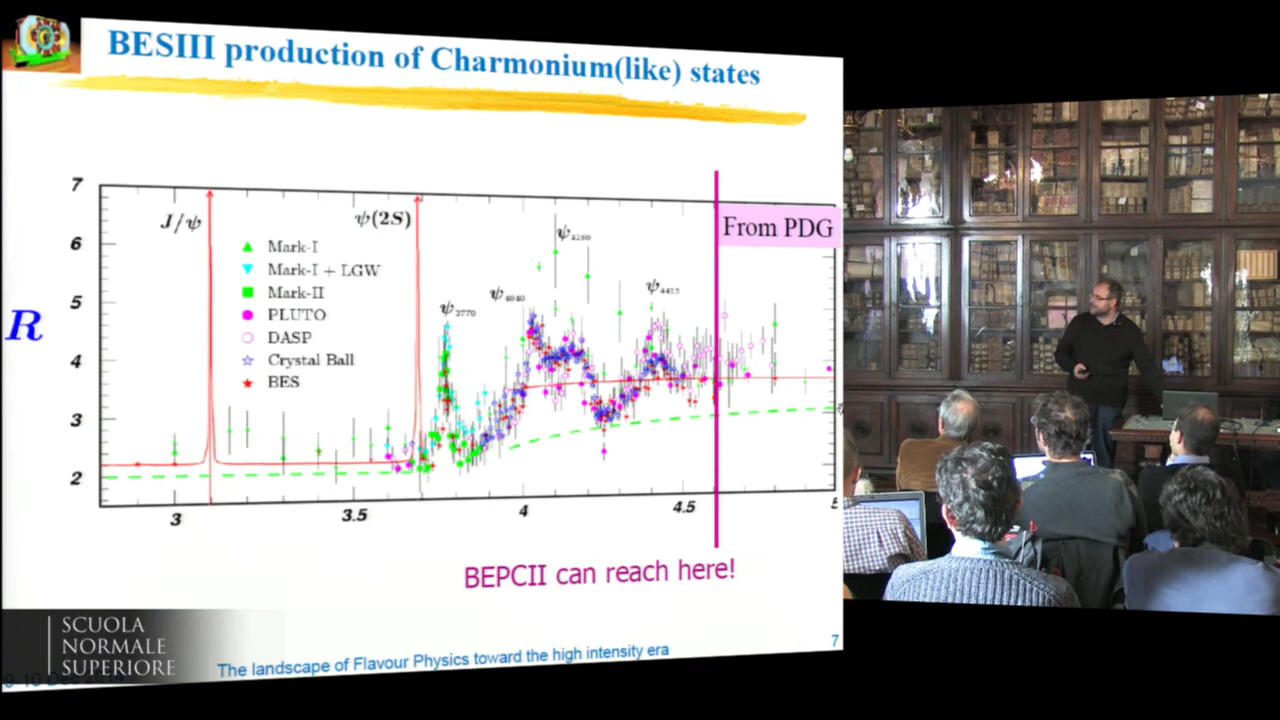 BESIII production of Charmonium(like) states
7
J/ψ
ψ(2S)
From PDG
6
ψ4160
Mark-I
Mark-I + LGW
Mark-II
5
ψ4040
ψ4415
ψ3770
R
PLUTO
DASP
4
Crystal Ball
BES
3
2
3
3.5
4
4.5
5
BEPCII can reach here!
SCUOLA
NORMALE
SUPERIORE
The landscape of Flavour Physics toward the high intensity era
7